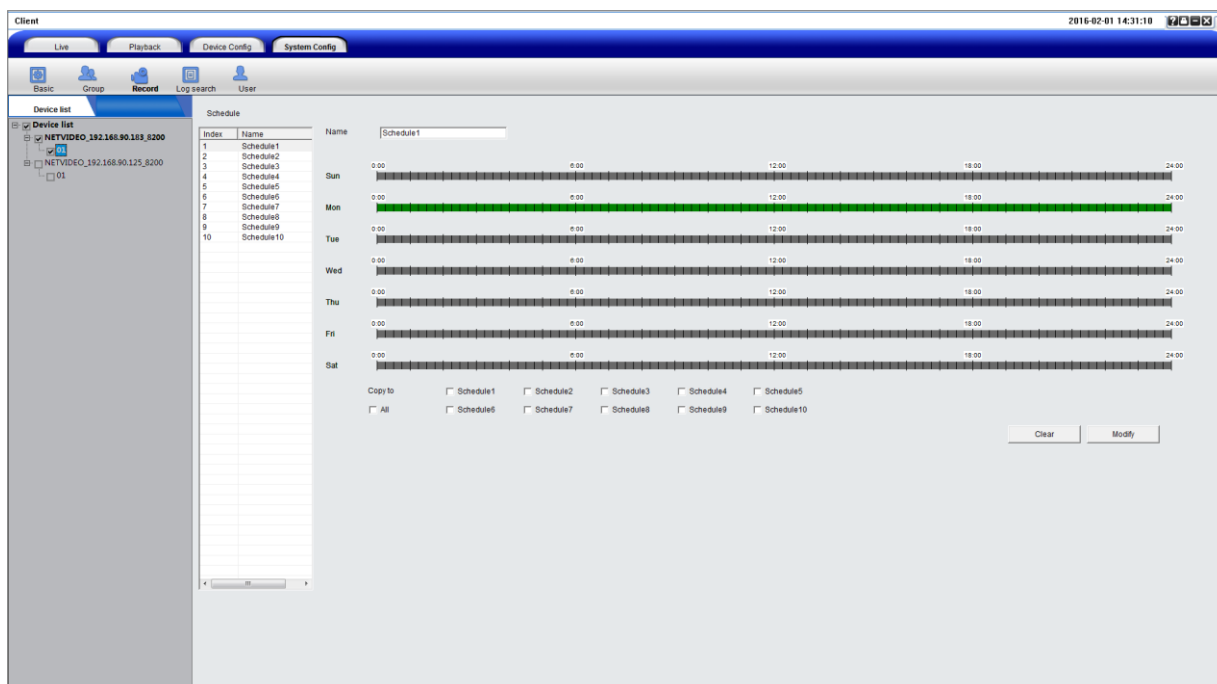 Client 2016-02-01 14:31:10
Live Playback Device Config System Config
Basic Group Record Log search User
Device list
Device list
NETVIDEO_192.168.90.183_8200
01
NETVIDEO_192.168.90.125_8200
01
Schedule
Index Name
1 Schedule1
2 Schedule2
3 Schedule3
4 Schedule4
5 Schedule5
6 Schedule6
7 Schedule7
8 Schedule8
9 Schedule9
10 Schedule10
Name Schedule1
0:00 6:00 12:00 18:00 24:00
Sun
0:00 6:00 12:00 18:00 24:00
Mon
0:00 6:00 12:00 18:00 24:00
Tue
0:00 6:00 12:00 18:00 24:00
Wed
0:00 6:00 12:00 18:00 24:00
Thu
0:00 6:00 12:00 18:00 24:00
Fri
0:00 6:00 12:00 18:00 24:00
Sat
Copy to Schedule1 Schedule2 Schedule3 Schedule4 Schedule5
All Schedule6 Schedule7 Schedule8 Schedule9 Schedule10
Clear Modify